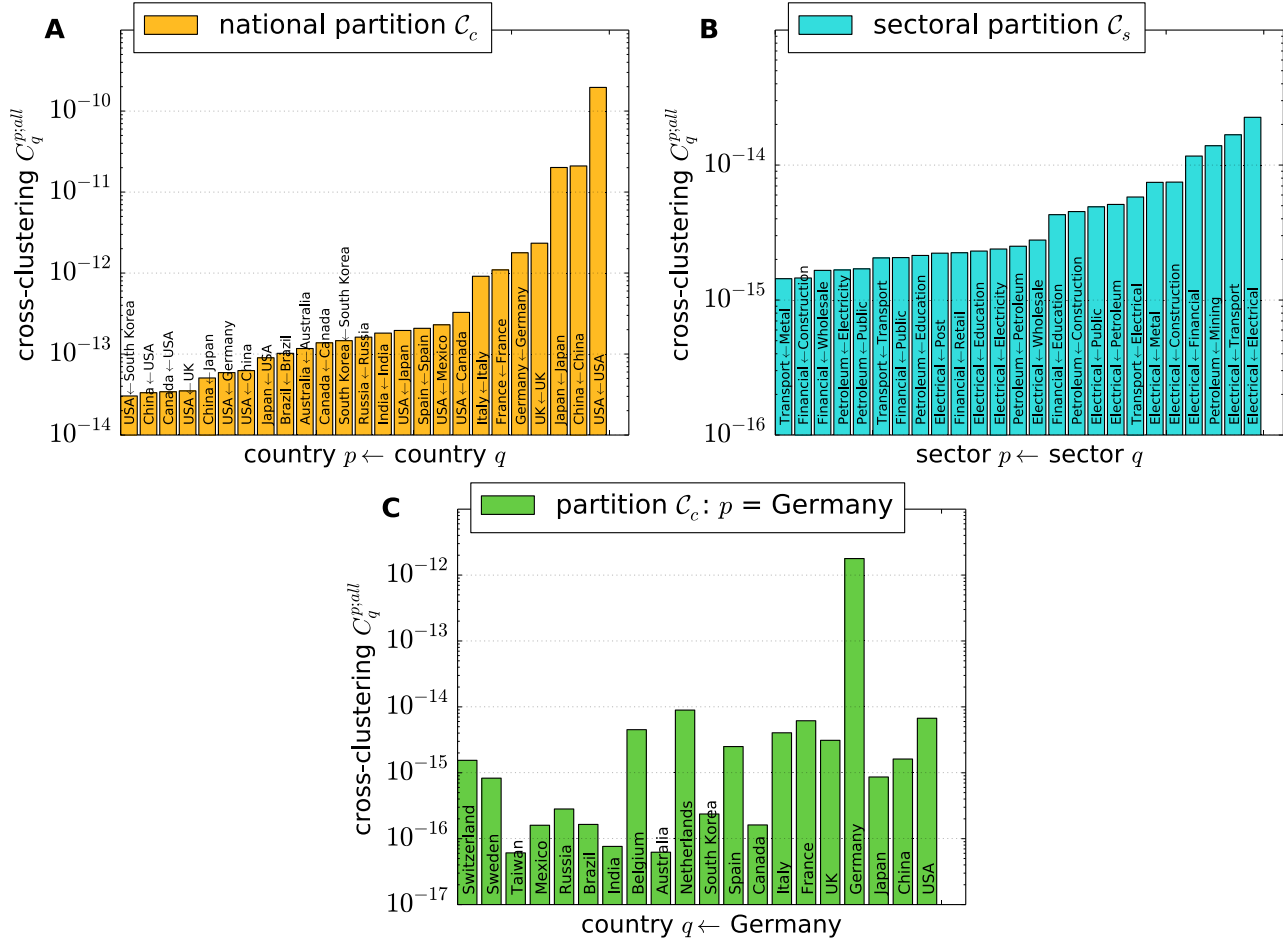 A
national partition C_c
cross-clustering C_q^{p;all}
10^{-10}
10^{-11}
10^{-12}
10^{-13}
10^{-14}
USA←South Korea
China←USA
Canada←USA
USA←UK
China←Japan
USA←Germany
USA←China
Japan←USA
Brazil←Brazil
Australia←Australia
Canada←Canada
South Korea←South Korea
Russia←Russia
India←India
USA←Japan
Spain←Spain
USA←Mexico
USA←Canada
Italy←Italy
France←France
Germany←Germany
UK←UK
Japan←Japan
China←China
USA←USA
country p← country q
B
sectoral partition C_s
cross-clustering C_q^{p;all}
10^{-14}
10^{-15}
10^{-16}
Transport←Metal
Financial←Construction
Financial←Wholesale
Petroleum←Electricity
Petroleum←Public
Transport←Transport
Financial←Public
Petroleum←Education
Electrical←Post
Financial←Retail
Electrical←Education
Electrical←Electricity
Petroleum←Petroleum
Electrical←Wholesale
Financial←Education
Petroleum←Construction
Electrical←Public
Electrical←Petroleum
Transport←Electrical
Electrical←Metal
Electrical←Construction
Electrical←Financial
Petroleum←Mining
Electrical←Transport
Electrical←Electrical
sector p← sector q
C
partition C_c: p = Germany
cross-clustering C_q^{p;all}
10^{-12}
10^{-13}
10^{-14}
10^{-15}
10^{-16}
10^{-17}
Switzerland
Sweden
Taiwan
Mexico
Russia
Brazil
India
Belgium
Australia
Netherlands
South Korea
Spain
Canada
Italy
France
UK
Germany
Japan
China
USA
country q← Germany